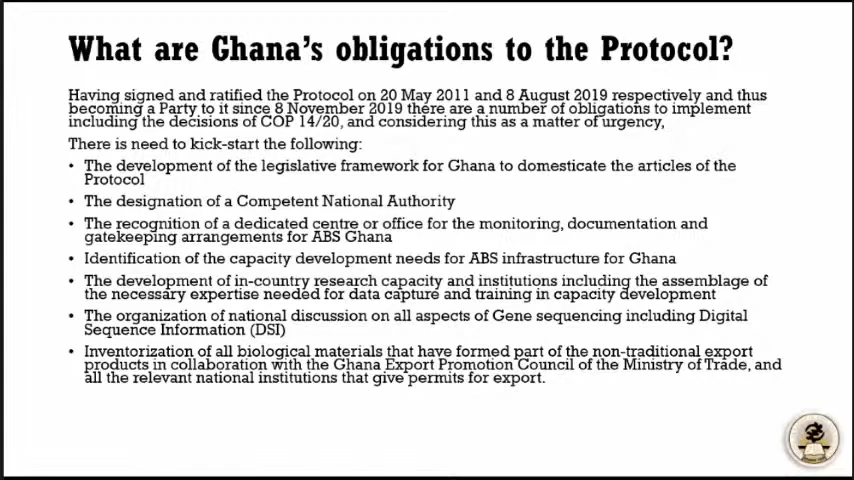 What are Ghana's obligations to the Protocol?
Having signed and ratified the Protocol on 20 May 2011 and 8 August 2019 respectively and thus
becoming a Party to it since 8 November 2019 there are a number of obligations to implement
including the decisions of COP 14/20, and considering this as a matter of urgency,
There is need to kick-start the following:
• The development of the legislative framework for Ghana to domesticate the articles of the
Protocol
• The designation of a Competent National Authority
• The recognition of a dedicated centre or office for the monitoring, documentation and
gatekeeping arrangements for ABS Ghana
• Identification of the capacity development needs for ABS infrastructure for Ghana
• The development of in-country research capacity and institutions including the assemblage of
the necessary expertise needed for data capture and training in capacity development
• The organization of national discussion on all aspects of Gene sequencing including Digital
Sequence Information (DSI)
• Inventorization of all biological materials that have formed part of the non-traditional export
products in collaboration with the Ghana Export Promotion Council of the Ministry of Trade, and
all the relevant national institutions that give permits for export.